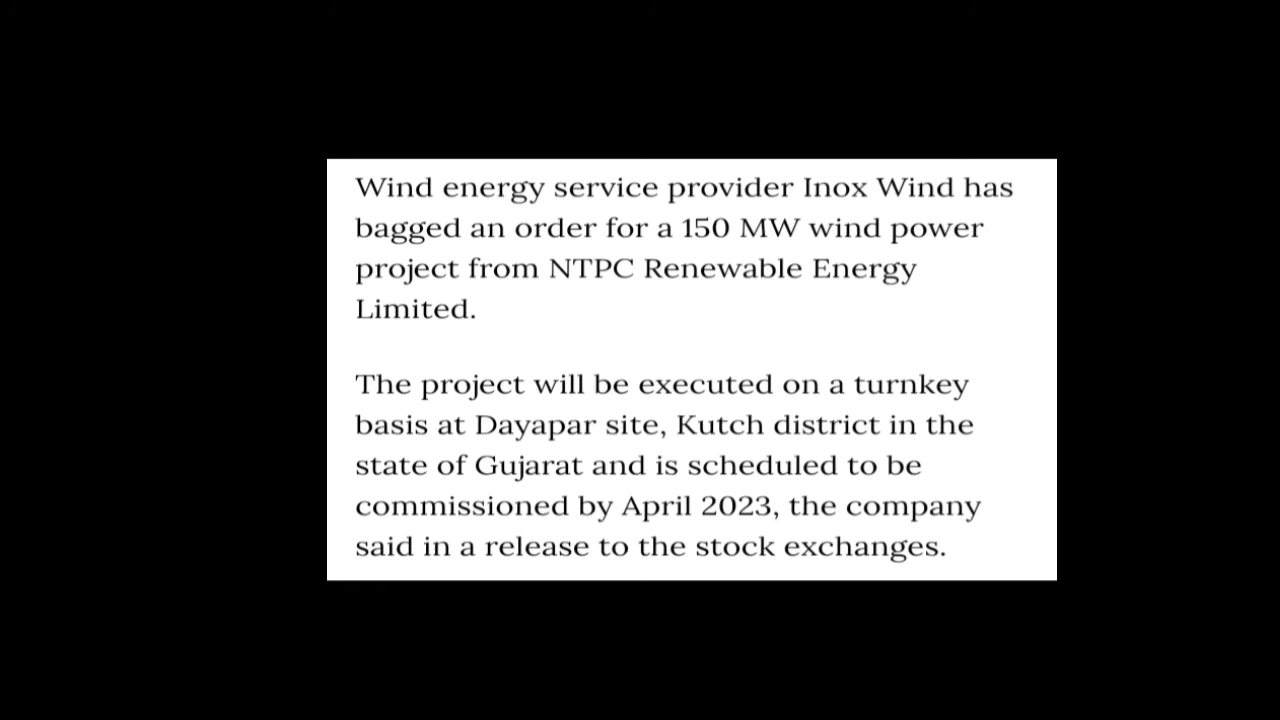 Wind energy service provider Inox Wind has
bagged an order for a 150 MW wind power
project from NTPC Renewable Energy
Limited.
The project will be executed on a turnkey
basis at Dayapar site, Kutch district in the
state of Gujarat and is scheduled to be
commissioned by April 2023, the company
said in a release to the stock exchanges.